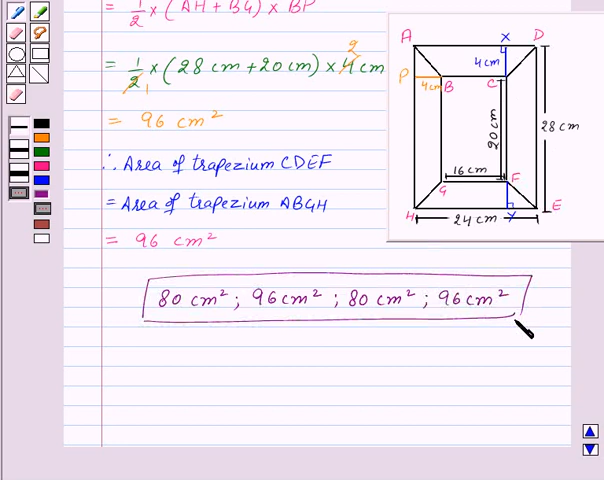 = 1/2 × (AH + BG) × BP
= 1/2 1 × (28 cm + 20 cm) × 4 2 cm
= 96 cm²
∴ Area of trapezium CDEF
= Area of trapezium ABGH
= 96 cm²
80 cm² ; 96 cm² ; 80 cm² ; 96 cm²
A X D
4 cm
P 4 cm B C
20 cm
28 cm
16 cm
G F
H Y E
24 cm